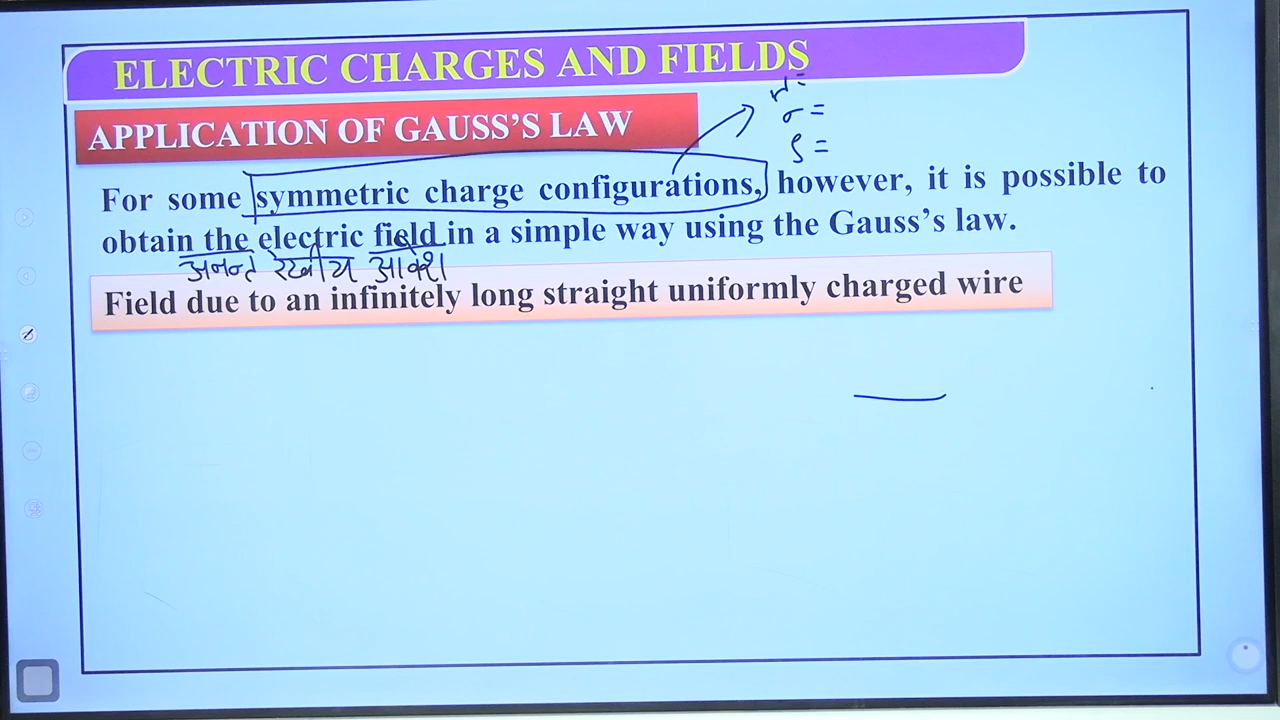 ELECTRIC CHARGES AND FIELDS
σ =
APPLICATION OF GAUSS'S LAW
ρ =
For some symmetric charge configurations, however, it is possible to
obtain the electric field in a simple way using the Gauss's law.
अनन्त रेखीय आवेश
Field due to an infinitely long straight uniformly charged wire